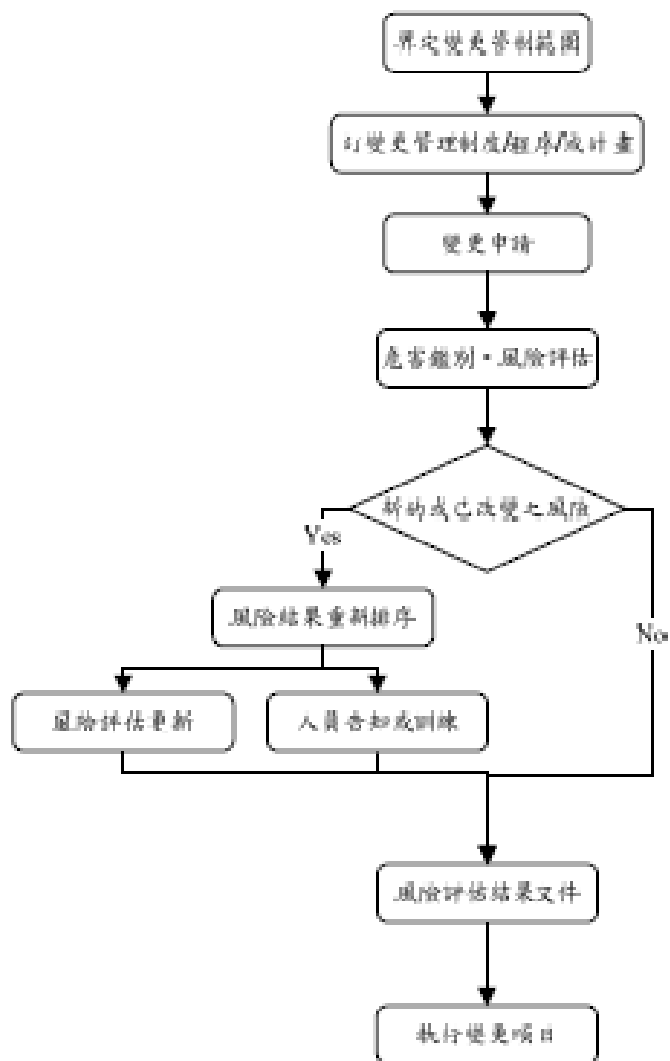 界定變更管制範圍
訂變更管理制度/程序/或計畫
變更申請
危害鑑別、風險評估
新的或已改變之風險
Yes
No
風險結果重新排序
風險評估更新
人員告知或訓練
風險評估結果文件
執行變更項目